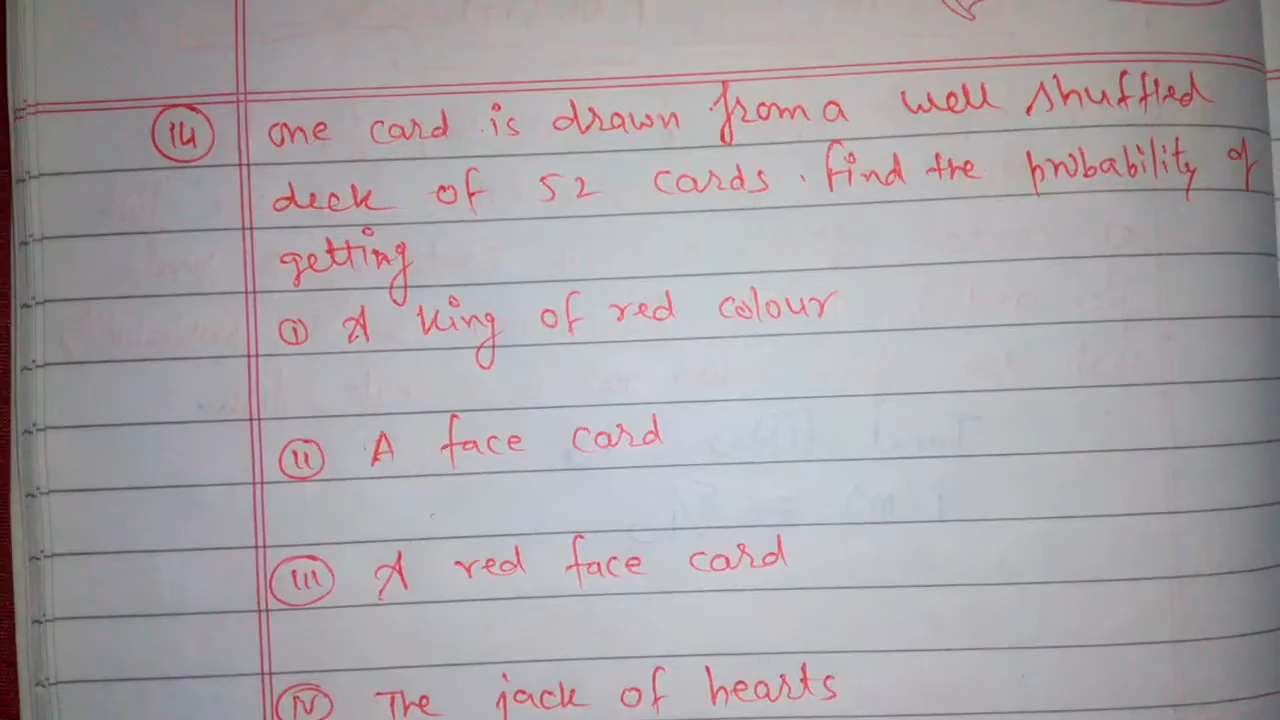 14 one card is drawn from a well shuffled
deck of 52 cards. find the probability of
getting
(i) A king of red colour
(ii) A face card
(iii) A red face card
(iv) The jack of hearts